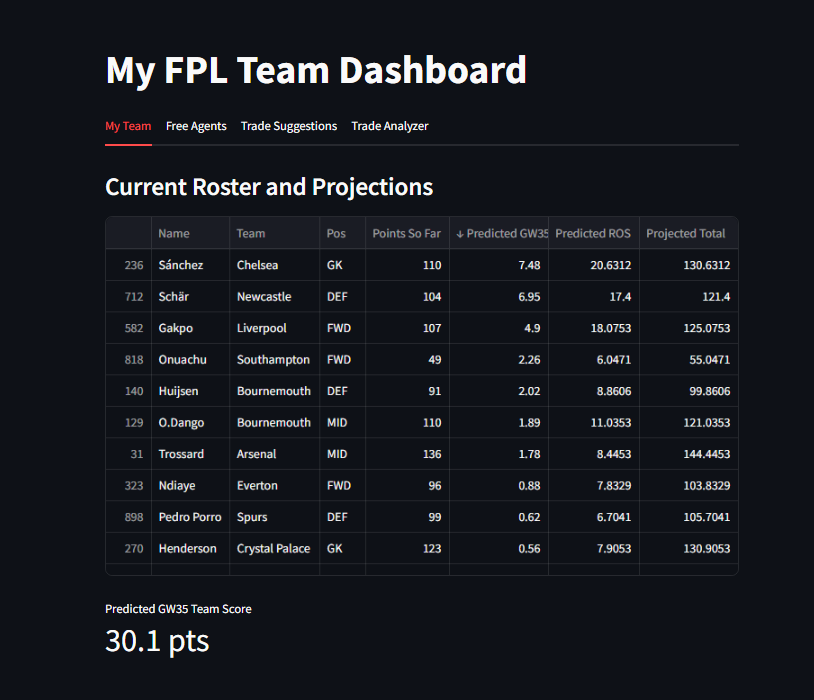 My FPL Team Dashboard
My Team Free Agents Trade Suggestions Trade Analyzer
Current Roster and Projections
Name Team Pos Points So Far ↓ Predicted GW35 Predicted ROS Projected Total
236 Sánchez Chelsea GK 110 7.48 20.6312 130.6312
712 Schär Newcastle DEF 104 6.95 17.4 121.4
582 Gakpo Liverpool FWD 107 4.9 18.0753 125.0753
818 Onuachu Southampton FWD 49 2.26 6.0471 55.0471
140 Huijsen Bournemouth DEF 91 2.02 8.8606 99.8606
129 O.Dango Bournemouth MID 110 1.89 11.0353 121.0353
31 Trossard Arsenal MID 136 1.78 8.4453 144.4453
323 Ndiaye Everton FWD 96 0.88 7.8329 103.8329
898 Pedro Porro Spurs DEF 99 0.62 6.7041 105.7041
270 Henderson Crystal Palace GK 123 0.56 7.9053 130.9053
Predicted GW35 Team Score
30.1 pts